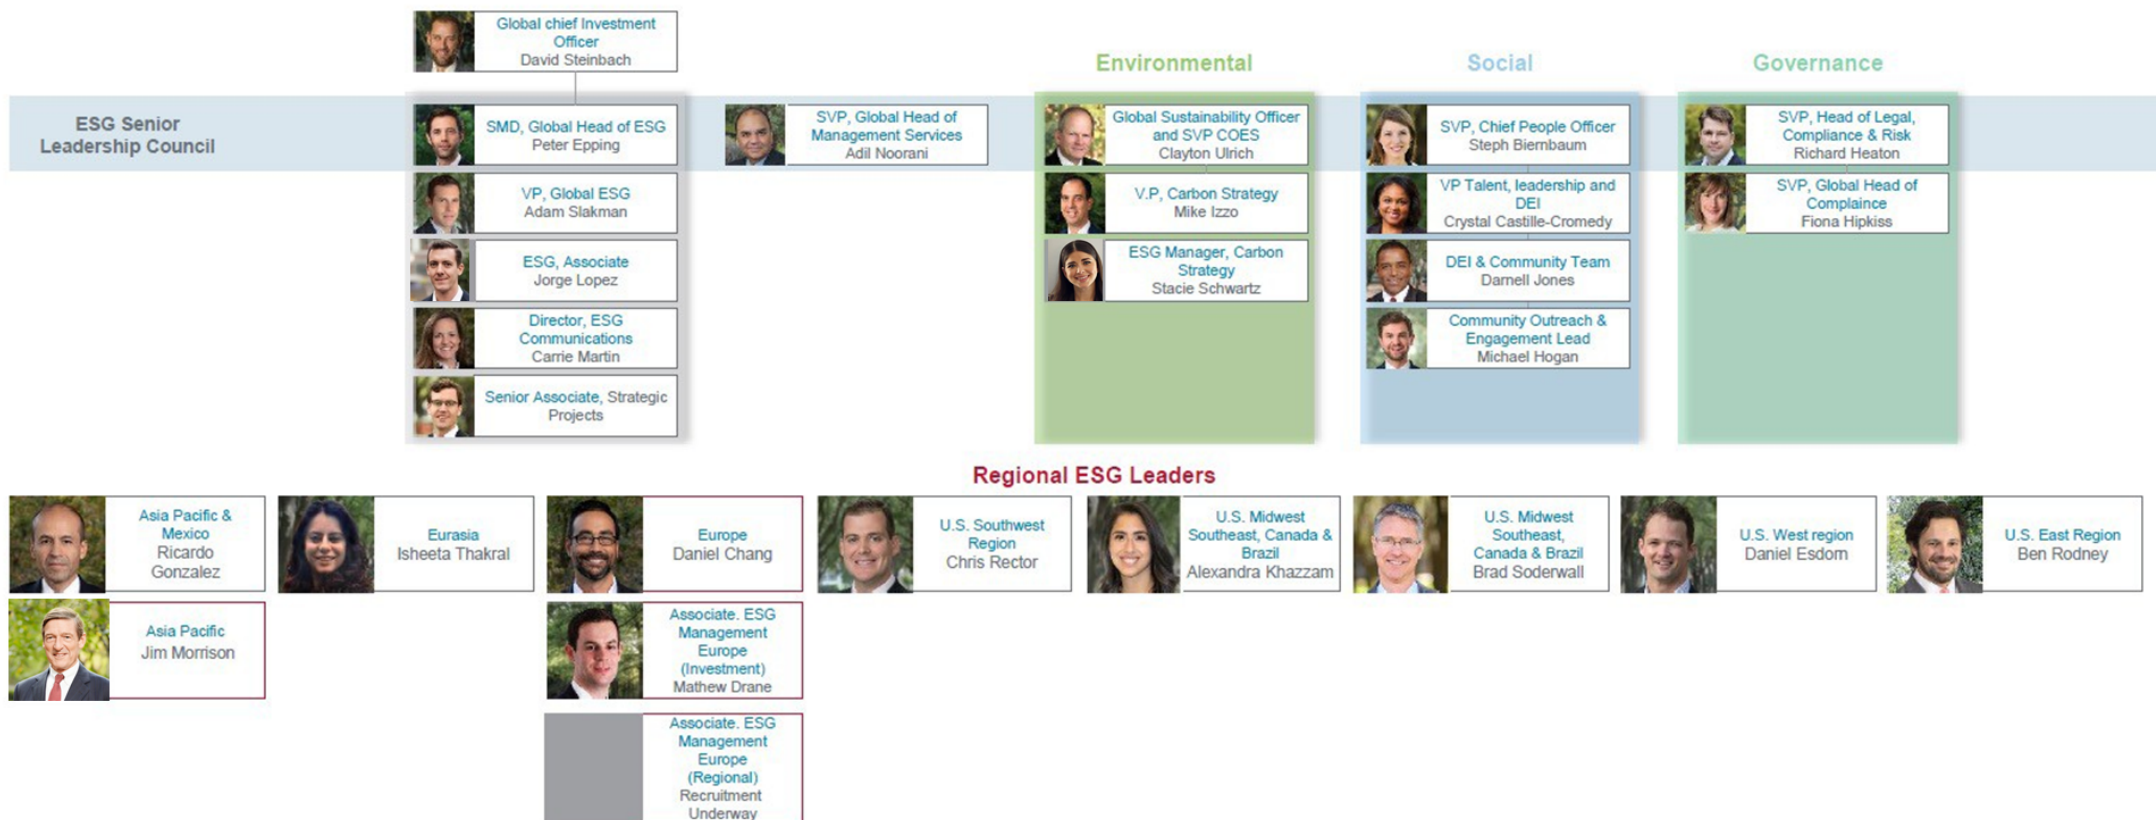 Global chief Investment
Officer
David Steinbach
Environmental
Social
Governance
ESG Senior
Leadership Council
SMD, Global Head of ESG
Peter Epping
SVP, Global Head of
Management Services
Adil Noorani
Global Sustainability Officer
and SVP COES
Clayton Ulrich
SVP, Chief People Officer
Steph Biernbaum
SVP, Head of Legal,
Compliance & Risk
Richard Heaton
VP, Global ESG
Adam Slakman
V.P, Carbon Strategy
Mike Izzo
VP Talent, leadership and
DEI
Crystal Castille-Cromedy
SVP, Global Head of
Complaince
Fiona Hipkiss
ESG, Associate
Jorge Lopez
ESG Manager, Carbon
Strategy
Stacie Schwartz
DEI & Community Team
Darnell Jones
Director, ESG
Communications
Carrie Martin
Community Outreach &
Engagement Lead
Michael Hogan
Senior Associate, Strategic
Projects
Regional ESG Leaders
Asia Pacific &
Mexico
Ricardo
Gonzalez
Eurasia
Isheeta Thakral
Europe
Daniel Chang
U.S. Southwest
Region
Chris Rector
U.S. Midwest
Southeast, Canada &
Brazil
Alexandra Khazzam
U.S. Midwest
Southeast,
Canada & Brazil
Brad Soderwall
U.S. West region
Daniel Esdorn
U.S. East Region
Ben Rodney
Asia Pacific
Jim Morrison
Associate. ESG
Management
Europe
(Investment)
Mathew Drane
Associate. ESG
Management
Europe
(Regional)
Recruitment
Underway